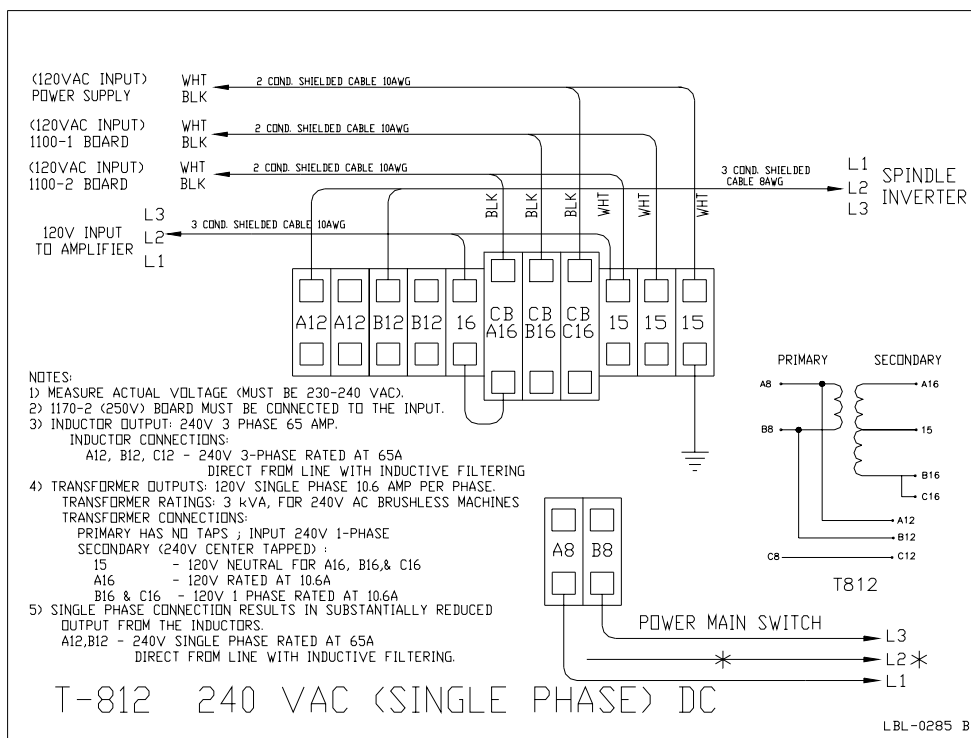 (120VAC INPUT) WHT 2 COND. SHIELDED CABLE 10AWG
POWER SUPPLY BLK
(120VAC INPUT) WHT 2 COND. SHIELDED CABLE 10AWG
1100-1 BOARD BLK
(120VAC INPUT) WHT 2 COND. SHIELDED CABLE 10AWG
1100-2 BOARD BLK
3 COND. SHIELDED
CABLE 8AWG
L1
L2
L3
SPINDLE
INVERTER
BLK BLK BLK WHT WHT WHT
L3
L2
L1
120V INPUT
TO AMPLIFIER
3 COND. SHIELDED CABLE 10AWG
A12 A12 B12 B12 16 CB A16 CB B16 CB C16 15 15 15
NOTES:
1) MEASURE ACTUAL VOLTAGE (MUST BE 230-240 VAC).
2) 1170-2 (250V) BOARD MUST BE CONNECTED TO THE INPUT.
3) INDUCTOR OUTPUT: 240V 3 PHASE 65 AMP.
INDUCTOR CONNECTIONS:
A12, B12, C12 - 240V 3-PHASE RATED AT 65A
DIRECT FROM LINE WITH INDUCTIVE FILTERING
4) TRANSFORMER OUTPUTS: 120V SINGLE PHASE 10.6 AMP PER PHASE.
TRANSFORMER RATINGS: 3 kVA, FOR 240V AC BRUSHLESS MACHINES
TRANSFORMER CONNECTIONS:
PRIMARY HAS NO TAPS ; INPUT 240V 1-PHASE
SECONDARY (240V CENTER TAPPED) :
15 - 120V NEUTRAL FOR A16, B16,& C16
A16 - 120V RATED AT 10.6A
B16 & C16 - 120V 1 PHASE RATED AT 10.6A
5) SINGLE PHASE CONNECTION RESULTS IN SUBSTANTIALLY REDUCED
OUTPUT FROM THE INDUCTORS.
A12,B12 - 240V SINGLE PHASE RATED AT 65A
DIRECT FROM LINE WITH INDUCTIVE FILTERING.
PRIMARY SECONDARY
A8 A16
B8 15
B16
C16
A12
B12
C8 C12
T812
A8 B8
POWER MAIN SWITCH
L3
L2*
L1
T-812 240 VAC (SINGLE PHASE) DC
LBL-0285 B